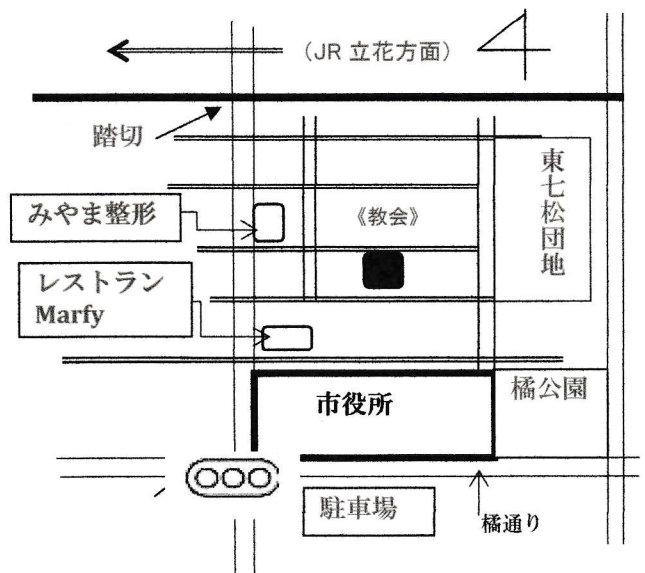 （JR 立花方面）
踏切
東七松団地
みやま整形
《教会》
レストラン
Marfy
市役所
橘公園
駐車場
橘通り